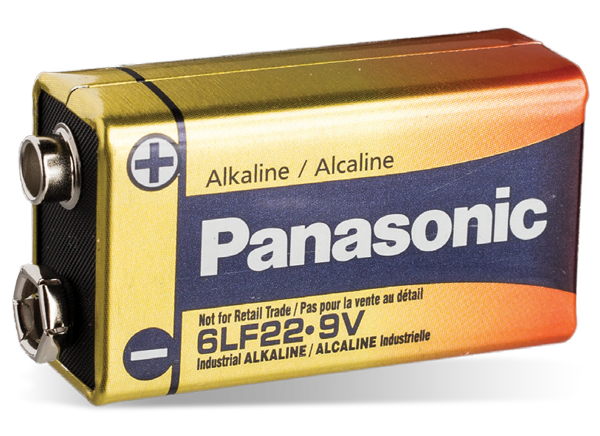 +
Alkaline / Alcaline
Panasonic
Not for Retail Trade / Pas pour la vente au détail
6LF22•9V
Industrial ALKALINE / ALCALINE Industrielle
−